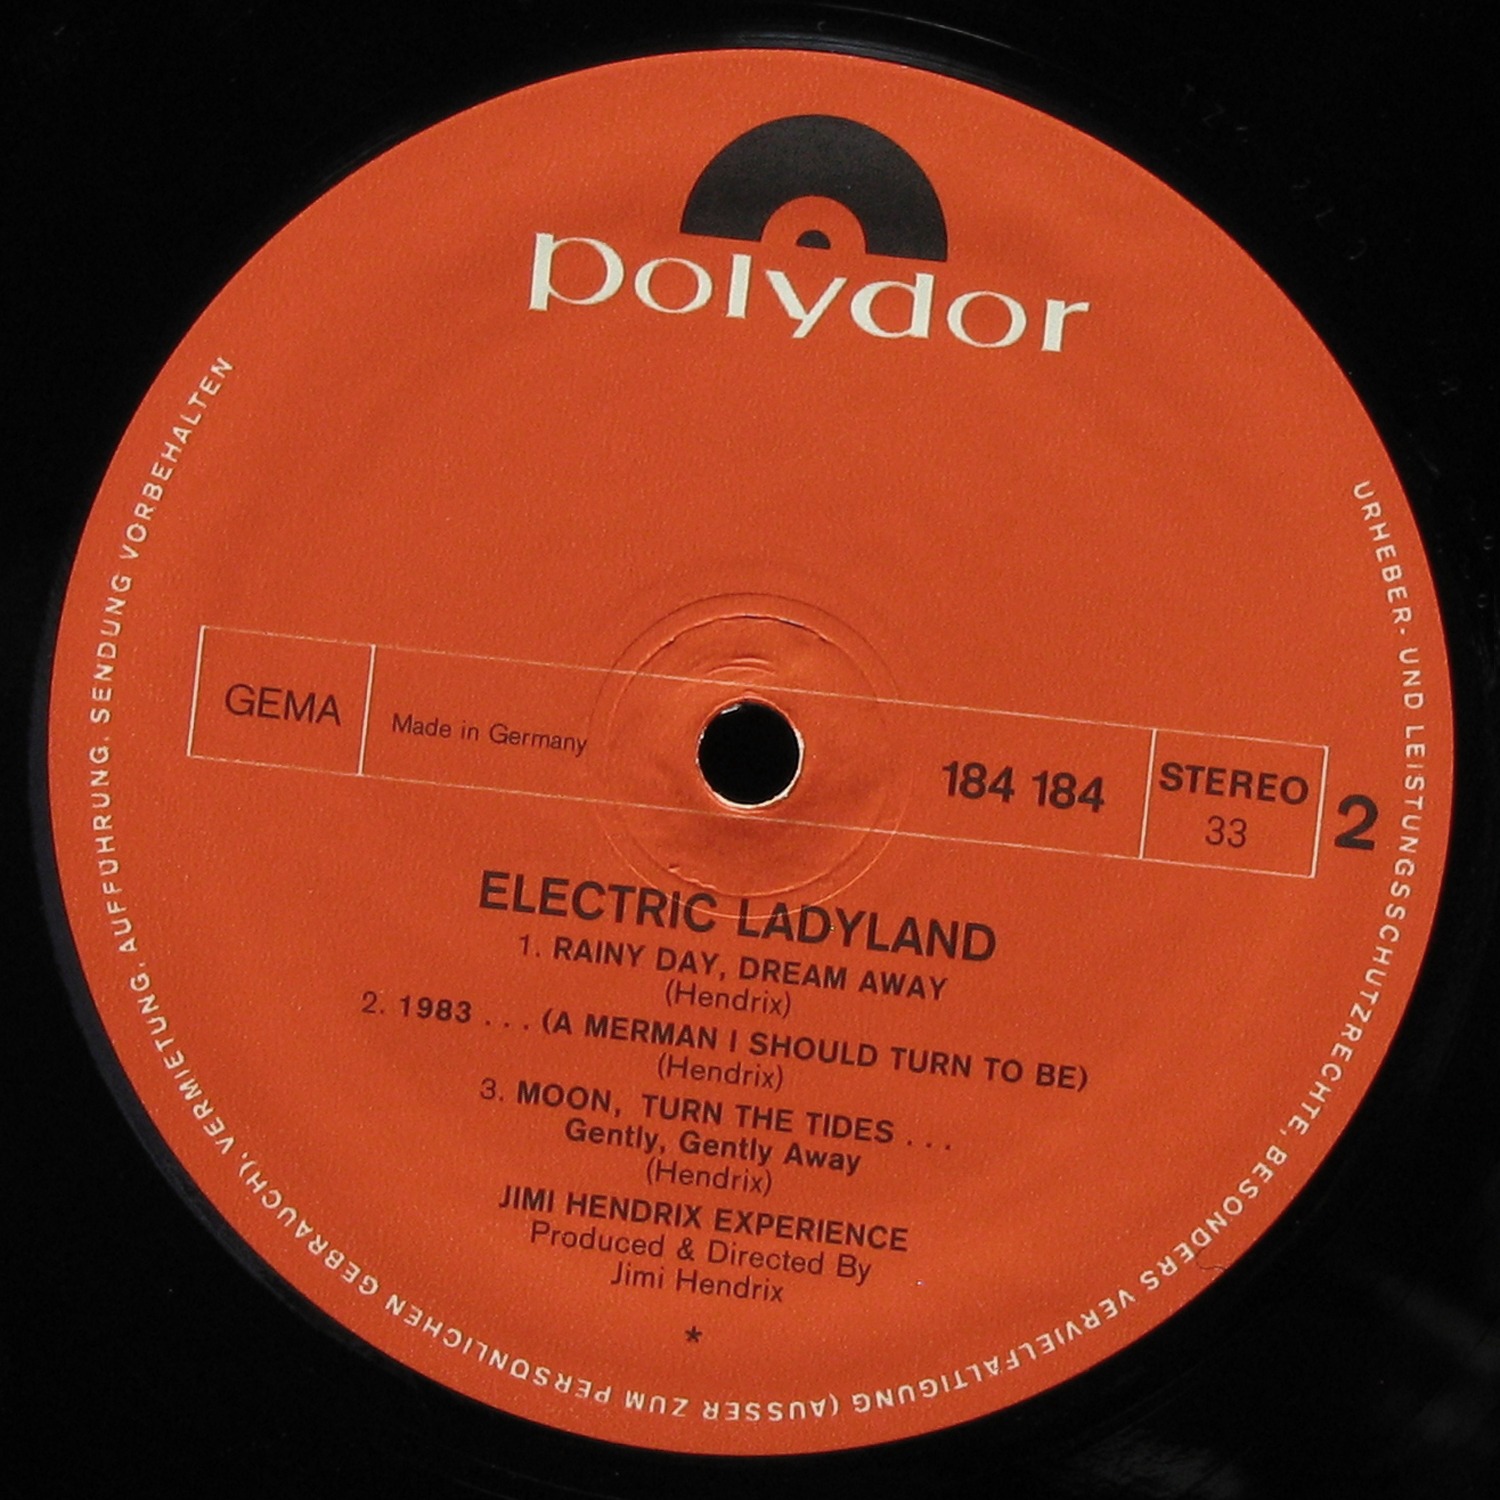 polydor
GEMA
Made in Germany
184 184
STEREO
33
2
ELECTRIC LADYLAND
1. RAINY DAY, DREAM AWAY
(Hendrix)
2. 1983 . . . (A MERMAN I SHOULD TURN TO BE)
(Hendrix)
3. MOON, TURN THE TIDES . . .
Gently, Gently Away
(Hendrix)
JIMI HENDRIX EXPERIENCE
Produced & Directed By
Jimi Hendrix
*
URHEBER- UND LEISTUNGSSCHUTZRECHTE, BESONDERS VERVIELFÄLTIGUNG (AUSSER ZUM PERSÖNLICHEN GEBRAUCH), VERMIETUNG, AUFFÜHRUNG, SENDUNG VORBEHALTEN